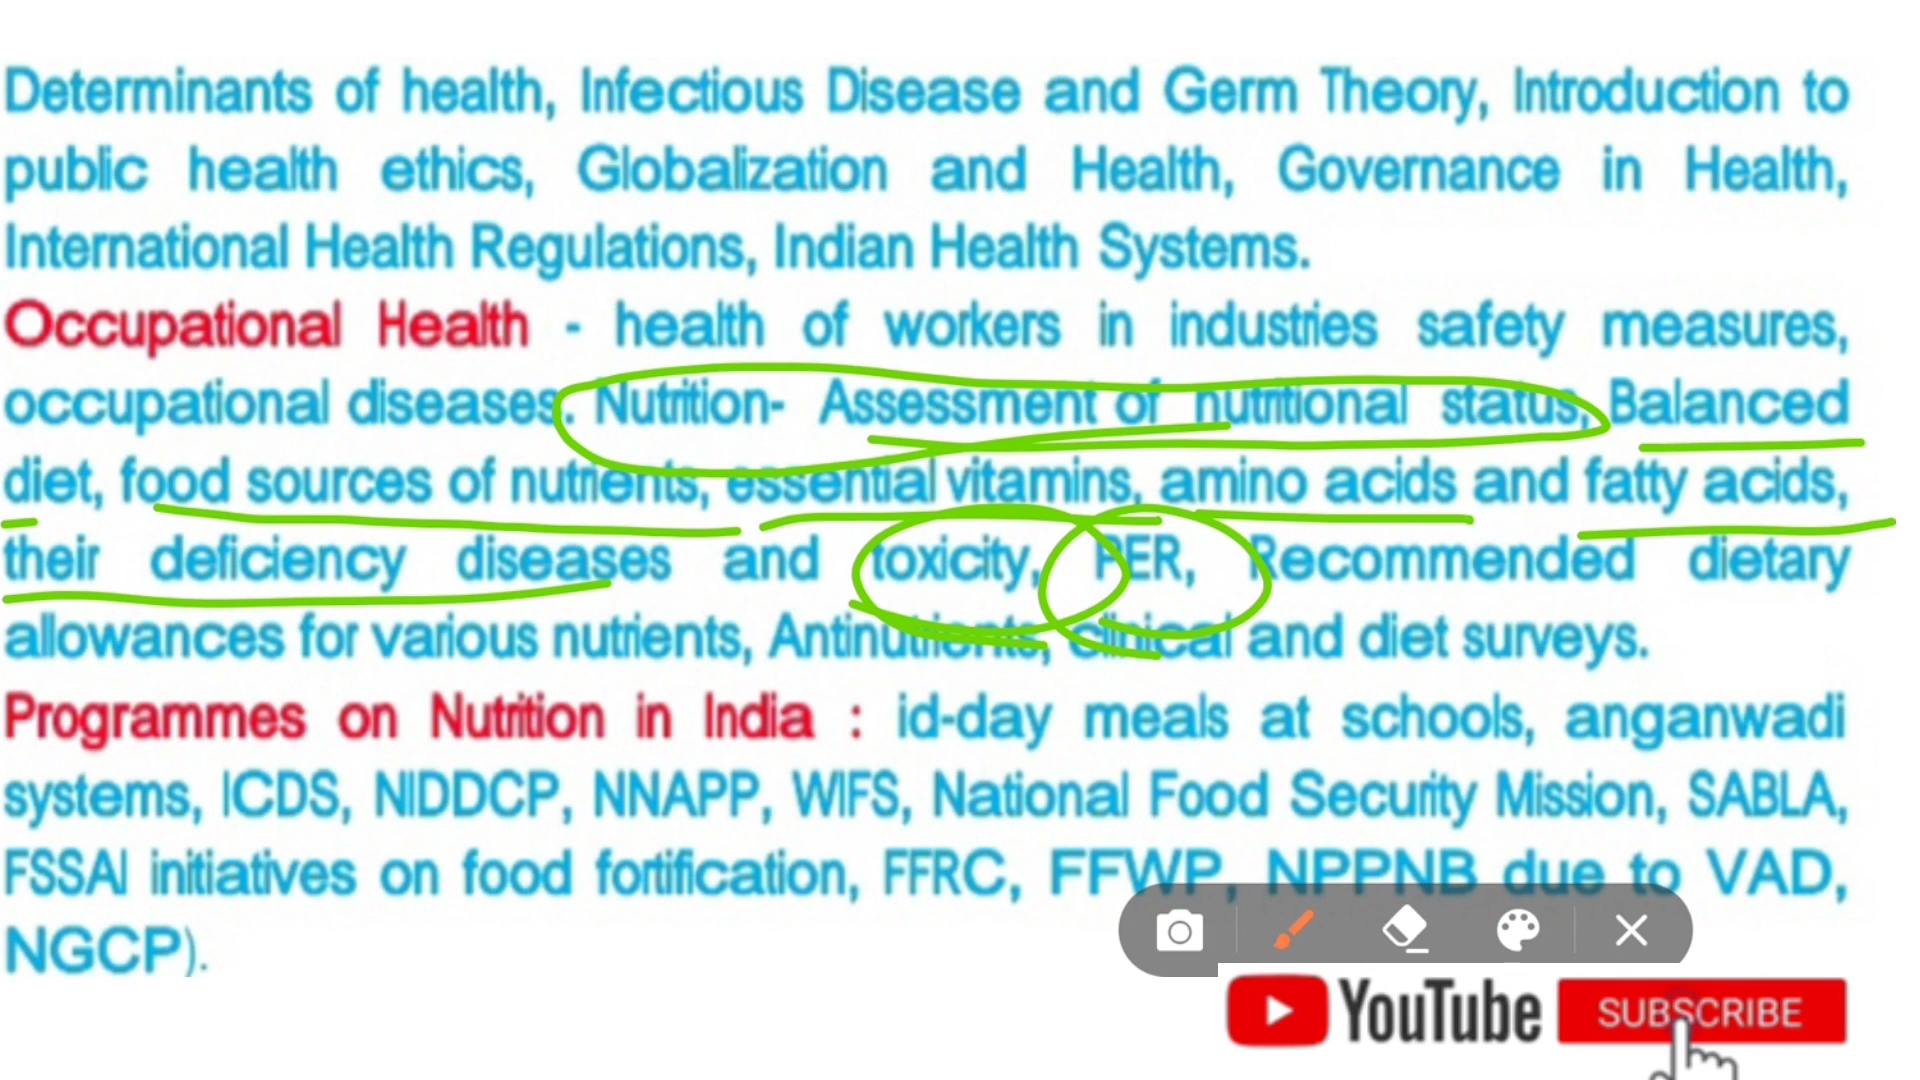 Determinants of health, Infectious Disease and Germ Theory, Introduction to
public health ethics, Globalization and Health, Governance in Health,
International Health Regulations, Indian Health Systems.
Occupational Health - health of workers in industries safety measures,
occupational diseases. Nutrition- Assessment of nutritional status, Balanced
diet, food sources of nutrients, essential vitamins, amino acids and fatty acids,
their deficiency diseases and toxicity, PER, Recommended dietary
allowances for various nutrients, Antinutrients, clinical and diet surveys.
Programmes on Nutrition in India : id-day meals at schools, anganwadi
systems, ICDS, NIDDCP, NNAPP, WIFS, National Food Security Mission, SABLA,
FSSAI initiatives on food fortification, FFRC, FFWP, NPPNB due to VAD,
NGCP).
YouTube SUBSCRIBE